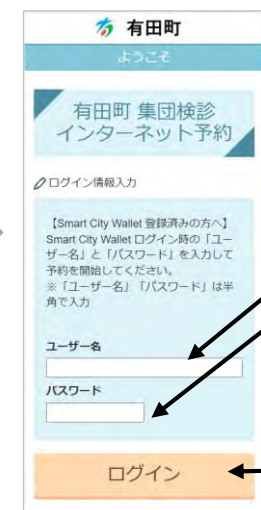 有田町
ようこそ
有田町 集団検診
インターネット予約
ログイン情報入力
【Smart City Wallet 登録済みの方へ】
Smart City Wallet ログイン時の「ユー
ザー名」と「パスワード」を入力して
予約を開始してください。
※「ユーザー名」「パスワード」は半
角で入力
ユーザー名
パスワード
ログイン